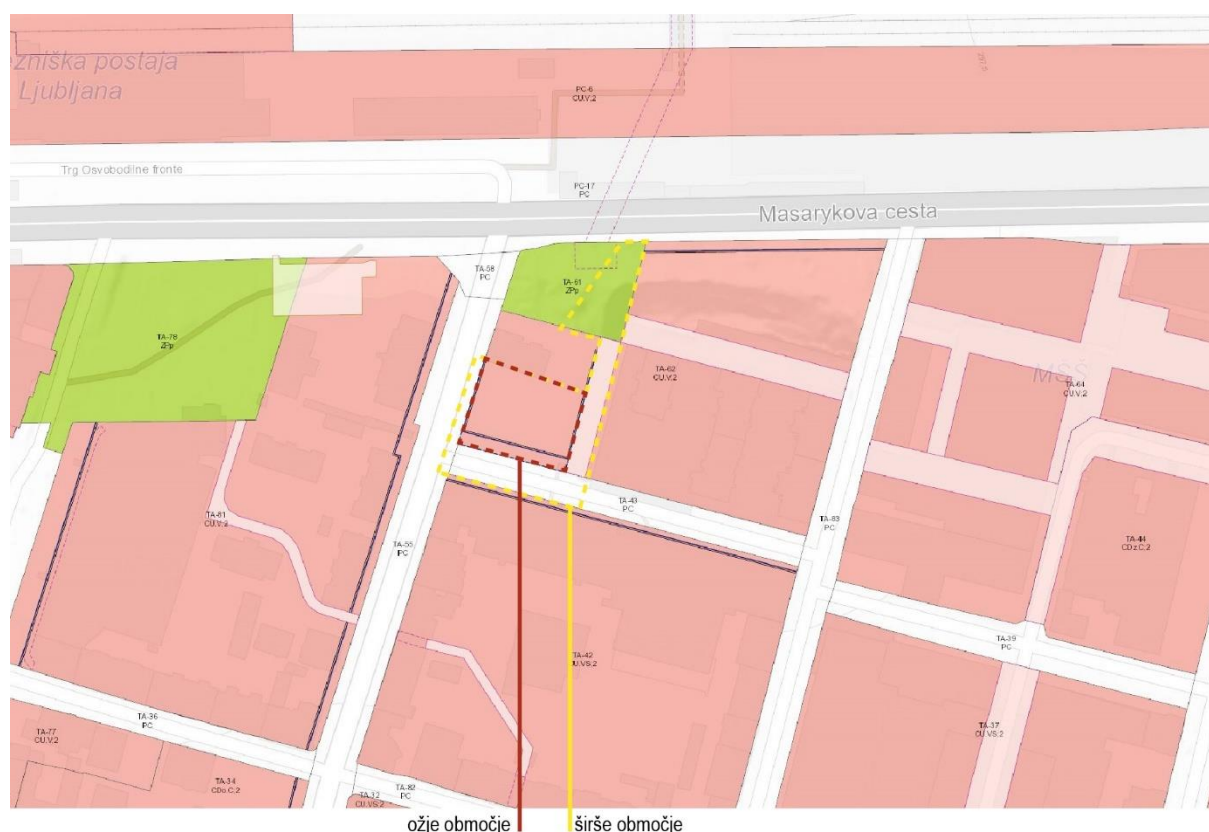 ezniška postaja
Ljubljana
PC-6
CU.V;2
Trg Osvobodilne fronte
PC-17
PC
Masarykova cesta
TA-58
PC
TA-61
ZPp
TA-78
ZPp
TA-62
CU.V;2
MSŠ
TA-64
CU.V;2
TA-43
PC
TA-83
PC
TA-44
CDz.C;2
TA-81
CU.V;2
TA-55
PC
TA-39
PC
TA-42
CU.VS;2
TA-36
PC
TA-37
CU.VS;2
TA-77
CU.V;2
TA-34
CDo.C;2
TA-32
CU.VS;2
TA-82
PC
ožje območje
širše območje